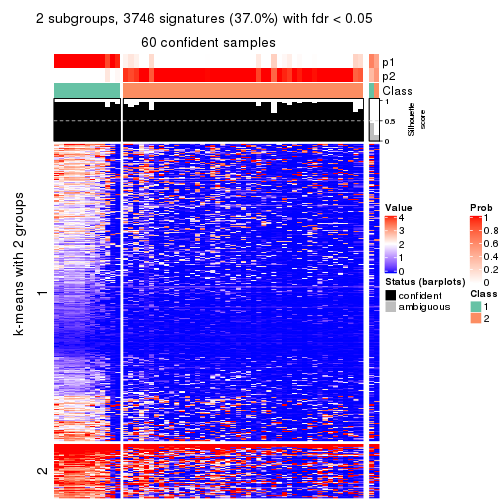 2 subgroups, 3746 signatures (37.0%) with fdr < 0.05
60 confident samples
p1
p2
Class
1
0.5
0
Silhouette
score
k-means with 2 groups
1
2
Value
4
3
2
1
0
Status (barplots)
confident
ambiguous
Prob
1
0.8
0.6
0.4
0.2
0
Class
1
2